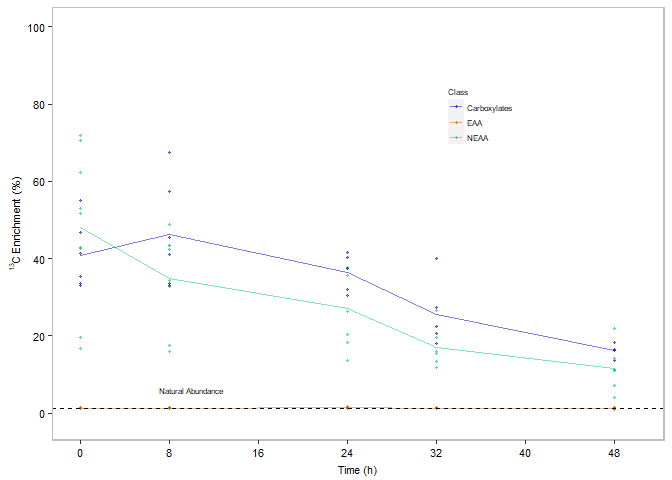 100
80
60
40
20
0
¹³C Enrichment (%)
Class
Carboxylates
EAA
NEAA
Natural Abundance
0 8 16 24 32 40 48
Time (h)